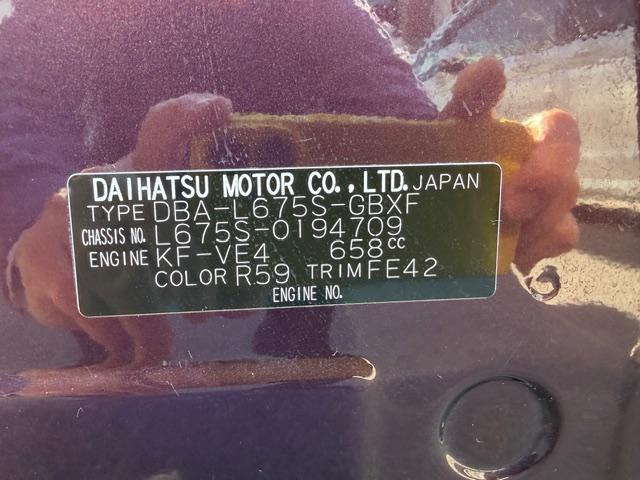 DAIHATSU MOTOR CO., LTD. JAPAN
TYPE DBA-L675S-GBXF
CHASSIS NO. L675S-0194709
ENGINE KF-VE4 658cc
COLOR R59 TRIM FE42
ENGINE NO.